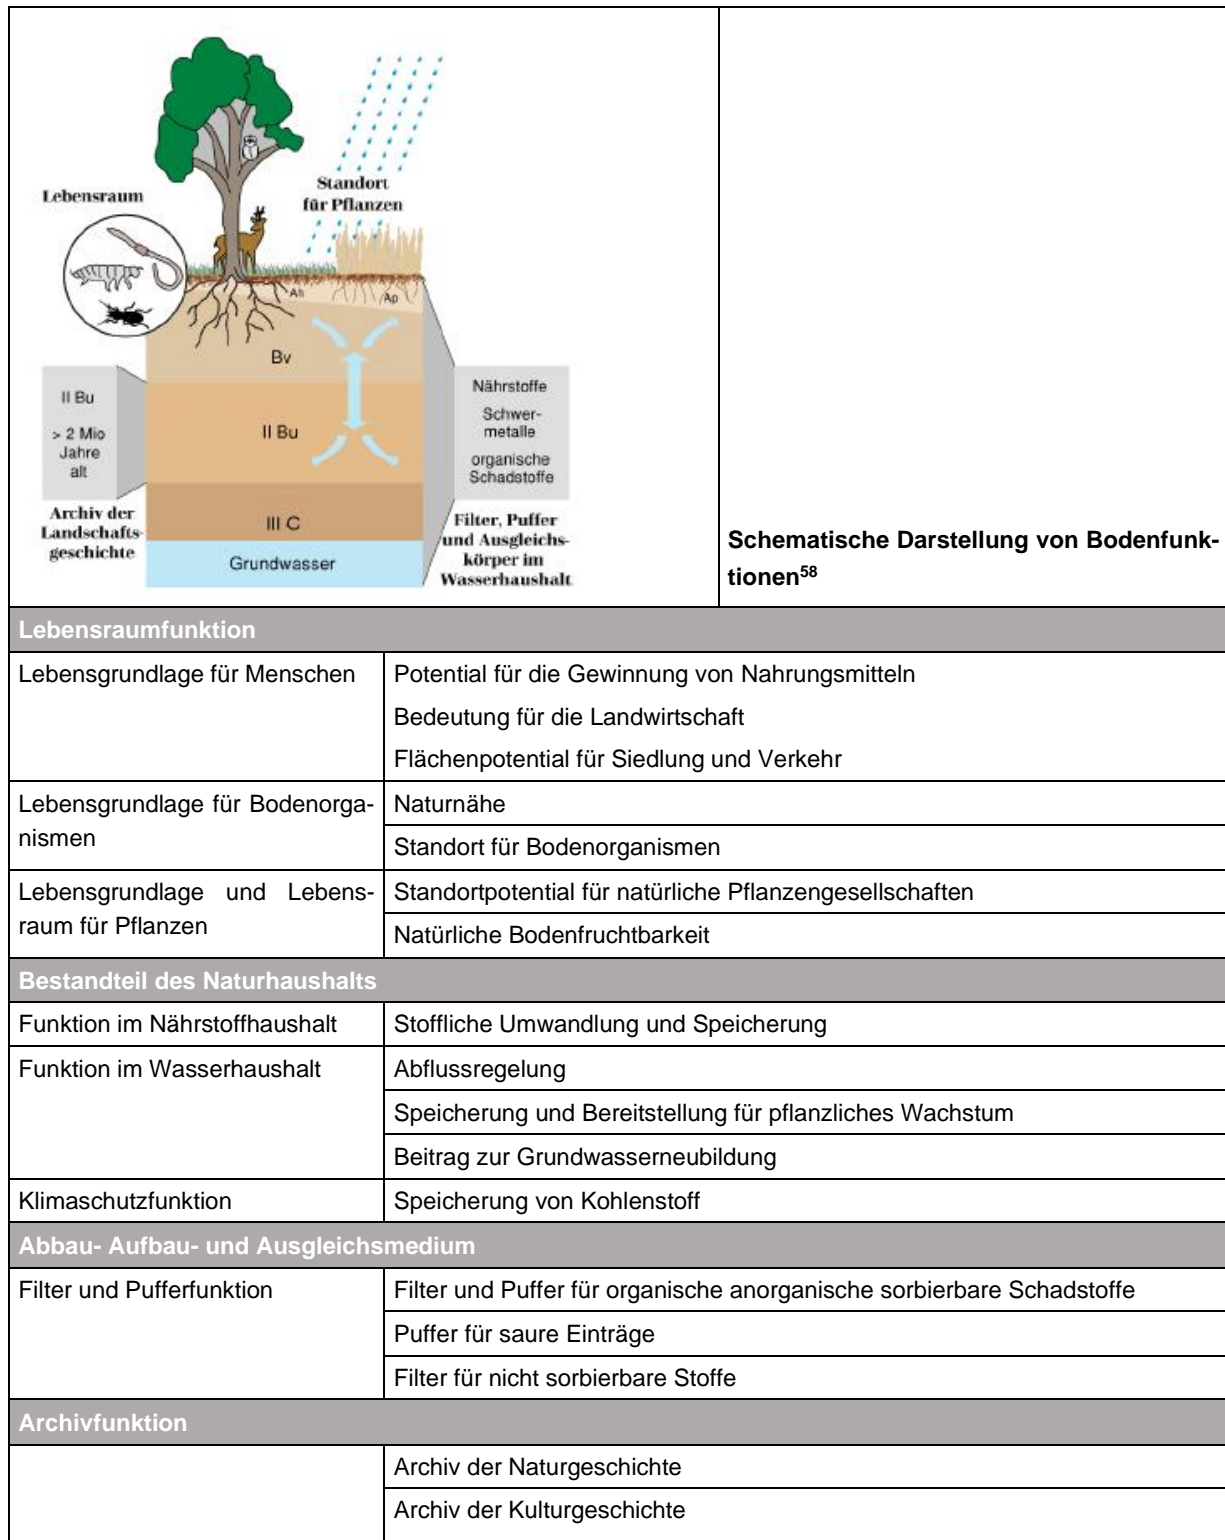 Lebensraum
Standort
für Pflanzen
Ah
Ap
Bv
II Bu
III C
Grundwasser
II Bu
> 2 Mio
Jahre
alt
Archiv der
Landschafts-
geschichte
Nährstoffe
Schwer-
metalle
organische
Schadstoffe
Filter, Puffer
und Ausgleichs-
körper im
Wasserhaushalt
Schematische Darstellung von Bodenfunk-
tionen58
Lebensraumfunktion
Lebensgrundlage für Menschen
Potential für die Gewinnung von Nahrungsmitteln
Bedeutung für die Landwirtschaft
Flächenpotential für Siedlung und Verkehr
Lebensgrundlage für Bodenorga-
nismen
Naturnähe
Standort für Bodenorganismen
Lebensgrundlage und Lebens-
raum für Pflanzen
Standortpotential für natürliche Pflanzengesellschaften
Natürliche Bodenfruchtbarkeit
Bestandteil des Naturhaushalts
Funktion im Nährstoffhaushalt
Stoffliche Umwandlung und Speicherung
Funktion im Wasserhaushalt
Abflussregelung
Speicherung und Bereitstellung für pflanzliches Wachstum
Beitrag zur Grundwasserneubildung
Klimaschutzfunktion
Speicherung von Kohlenstoff
Abbau- Aufbau- und Ausgleichsmedium
Filter und Pufferfunktion
Filter und Puffer für organische anorganische sorbierbare Schadstoffe
Puffer für saure Einträge
Filter für nicht sorbierbare Stoffe
Archivfunktion
Archiv der Naturgeschichte
Archiv der Kulturgeschichte